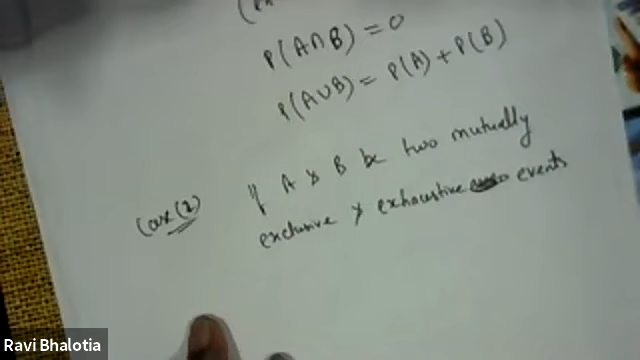 P(A∩B) = 0
P(A∪B) = P(A) + P(B)
Case (2) If A & B be two mutually
exclusive & exhaustive events
Ravi Bhalotia